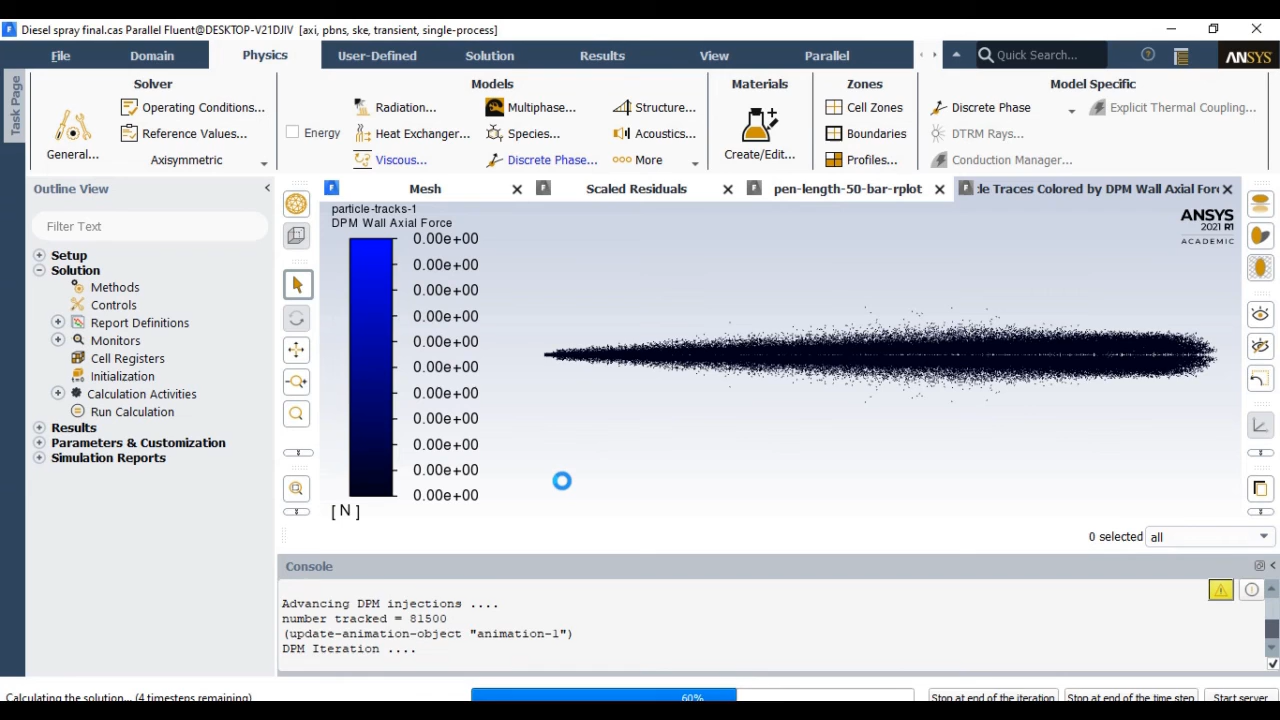 Diesel spray final.cas Parallel Fluent@DESKTOP-V21DJIV [axi, pbns, ske, transient, single-process]
File Domain Physics User-Defined Solution Results View Parallel Quick Search... ANSYS
Task Page
Solver
General...
Operating Conditions...
Reference Values...
Axisymmetric
Models
Energy
Radiation...
Heat Exchanger...
Viscous...
Multiphase...
Species...
Discrete Phase...
Structure...
Acoustics...
More
Materials
Create/Edit...
Zones
Cell Zones
Boundaries
Profiles...
Model Specific
Discrete Phase
DTRM Rays...
Conduction Manager...
Explicit Thermal Coupling...
Outline View
Filter Text
Setup
Solution
Methods
Controls
Report Definitions
Monitors
Cell Registers
Initialization
Calculation Activities
Run Calculation
Results
Parameters & Customization
Simulation Reports
Mesh Scaled Residuals pen-length-50-bar-rplot :le Traces Colored by DPM Wall Axial For
particle-tracks-1
DPM Wall Axial Force
0.00e+00
0.00e+00
0.00e+00
0.00e+00
0.00e+00
0.00e+00
0.00e+00
0.00e+00
0.00e+00
0.00e+00
0.00e+00
[ N ]
ANSYS
2021 R1
ACADEMIC
0 selected all
Console
Advancing DPM injections ....
number tracked = 81500
(update-animation-object "animation-1")
DPM Iteration ....
Calculating the solution... (4 timesteps remaining) 60% Stop at end of the iteration Stop at end of the time step Start server